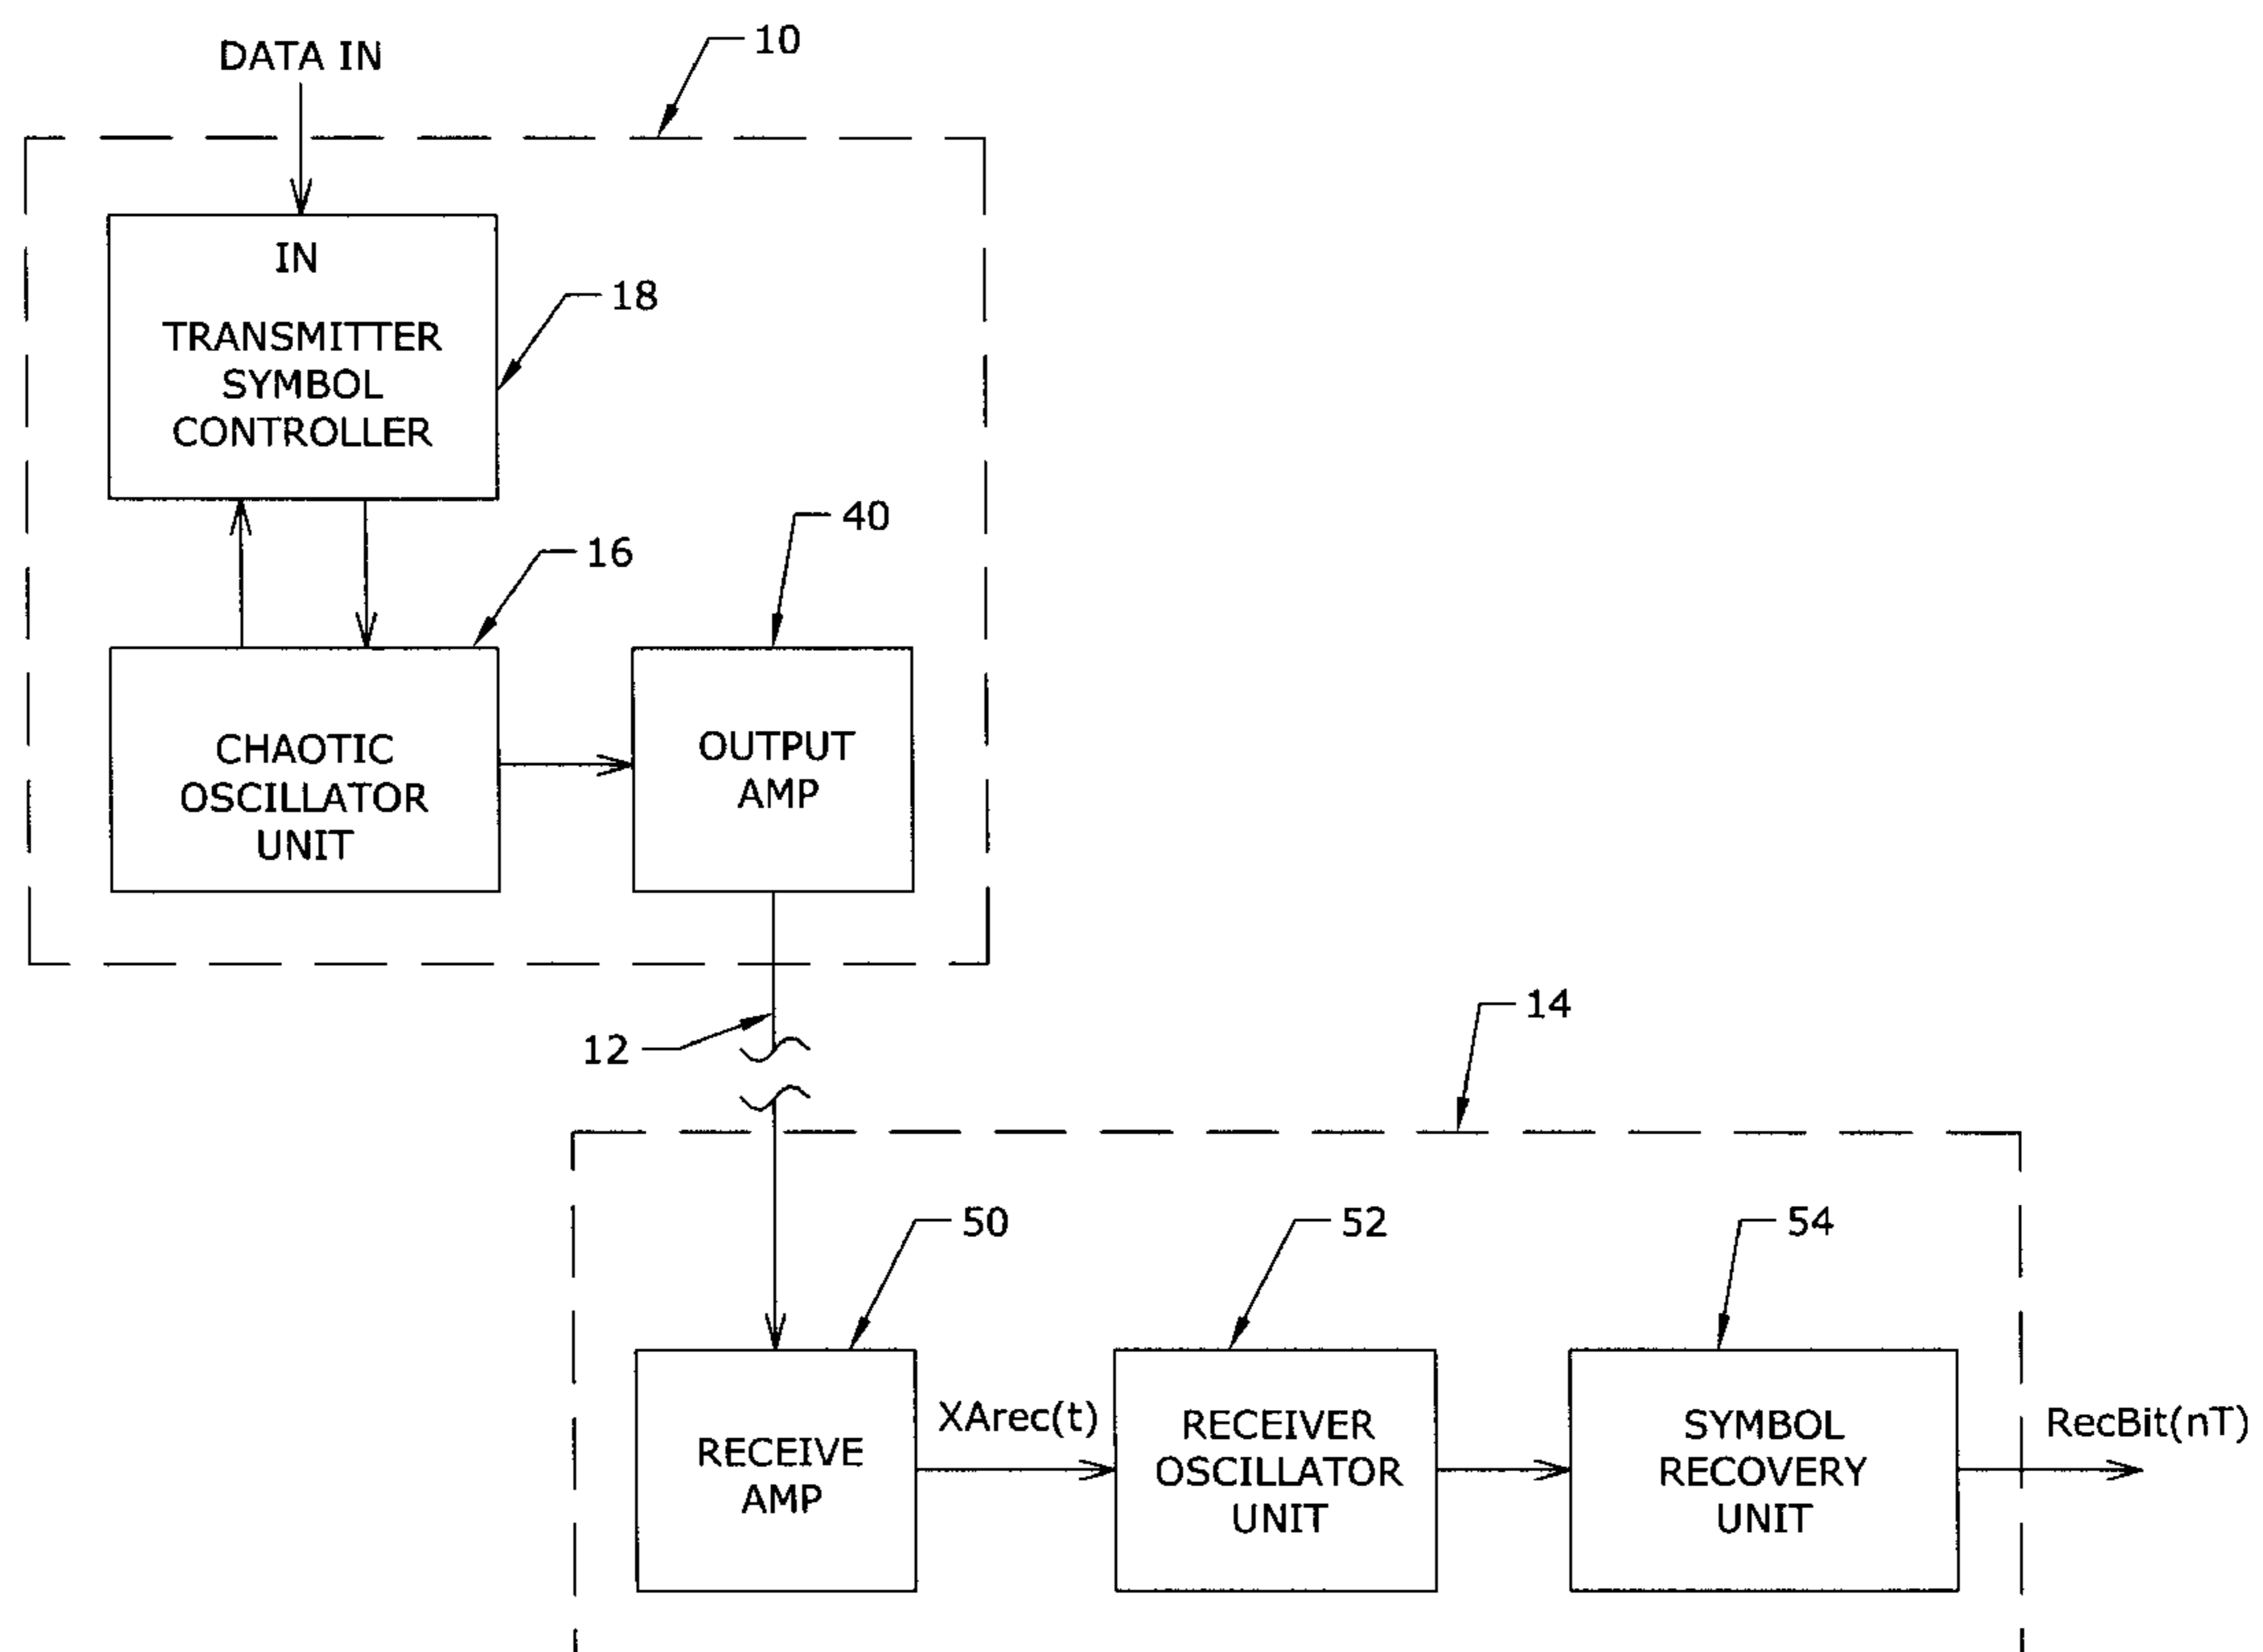 DATA IN
10
IN
TRANSMITTER
SYMBOL
CONTROLLER
18
16
40
CHAOTIC
OSCILLATOR
UNIT
OUTPUT
AMP
12
14
50
52
54
RECEIVE
AMP
XArec(t)
RECEIVER
OSCILLATOR
UNIT
SYMBOL
RECOVERY
UNIT
RecBit(nT)